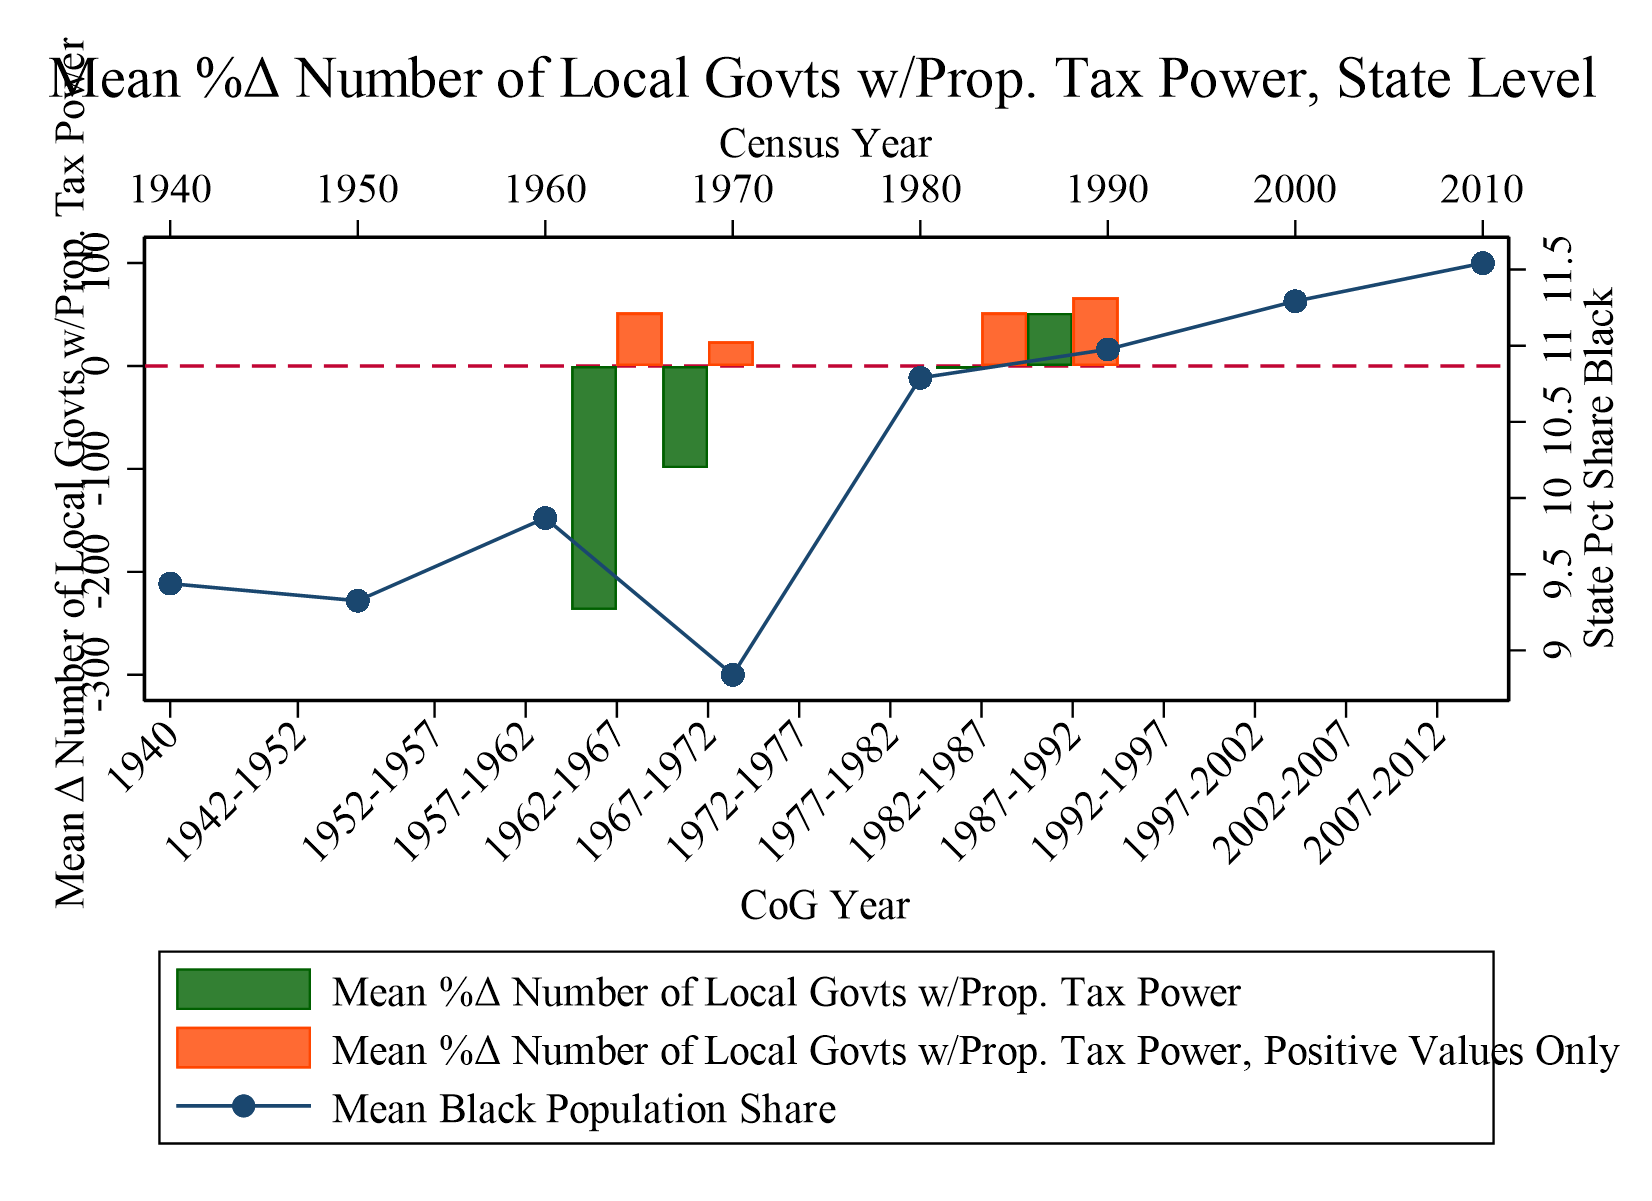 Mean %Δ Number of Local Govts w/Prop. Tax Power, State Level
Census Year
1940 1950 1960 1970 1980 1990 2000 2010
Mean Δ Number of Local Govts w/Prop. Tax Power
100
0
-100
-200
-300
11.5
11
10.5
10
9.5
9
State Pct Share Black
1940 1942-1952 1952-1957 1957-1962 1962-1967 1967-1972 1972-1977 1977-1982 1982-1987 1987-1992 1992-1997 1997-2002 2002-2007 2007-2012
CoG Year
Mean %Δ Number of Local Govts w/Prop. Tax Power
Mean %Δ Number of Local Govts w/Prop. Tax Power, Positive Values Only
Mean Black Population Share